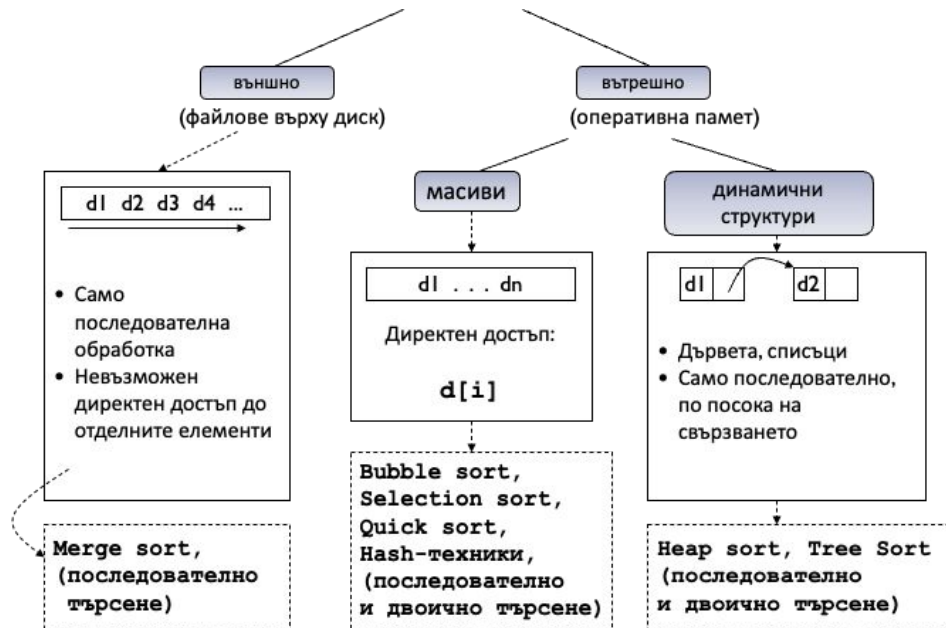 външно
(файлове върху диск)
вътрешно
(оперативна памет)
d1 d2 d3 d4 ...
• Само
последователна
обработка
• Невъзможен
директен достъп до
отделните елементи
Merge sort,
(последователно
търсене)
масиви
d1 . . . dn
Директен достъп:
d[i]
Bubble sort,
Selection sort,
Quick sort,
Hash-техники,
(последователно
и двоично търсене)
динамични
структури
d1 d2
• Дървета, списъци
• Само последователно,
по посока на
свързването
Heap sort, Tree Sort
(последователно
и двоично търсене)